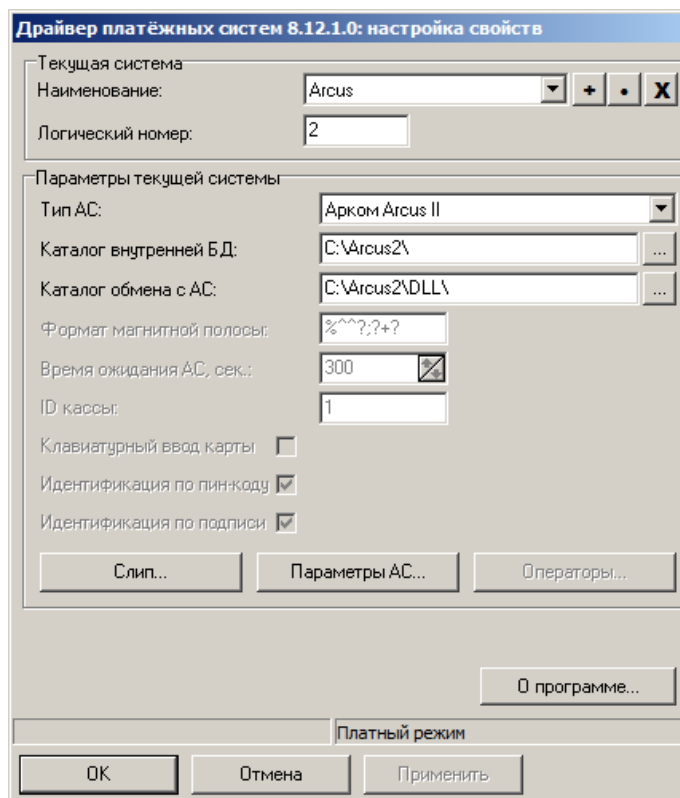 Драйвер платёжных систем 8.12.1.0: настройка свойств
Текущая система
Наименование: Arcus + • X
Логический номер: 2
Параметры текущей системы
Тип АС: Арком Arcus II
Каталог внутренней БД: C:\Arcus2\ ...
Каталог обмена с АС: C:\Arcus2\DLL\ ...
Формат магнитной полосы: %^^?;?+?
Время ожидания АС, сек.: 300
ID кассы: 1
Клавиатурный ввод карты
Идентификация по пин-коду
Идентификация по подписи
Слип... Параметры АС... Операторы...
О программе...
Платный режим
OK Отмена Применить